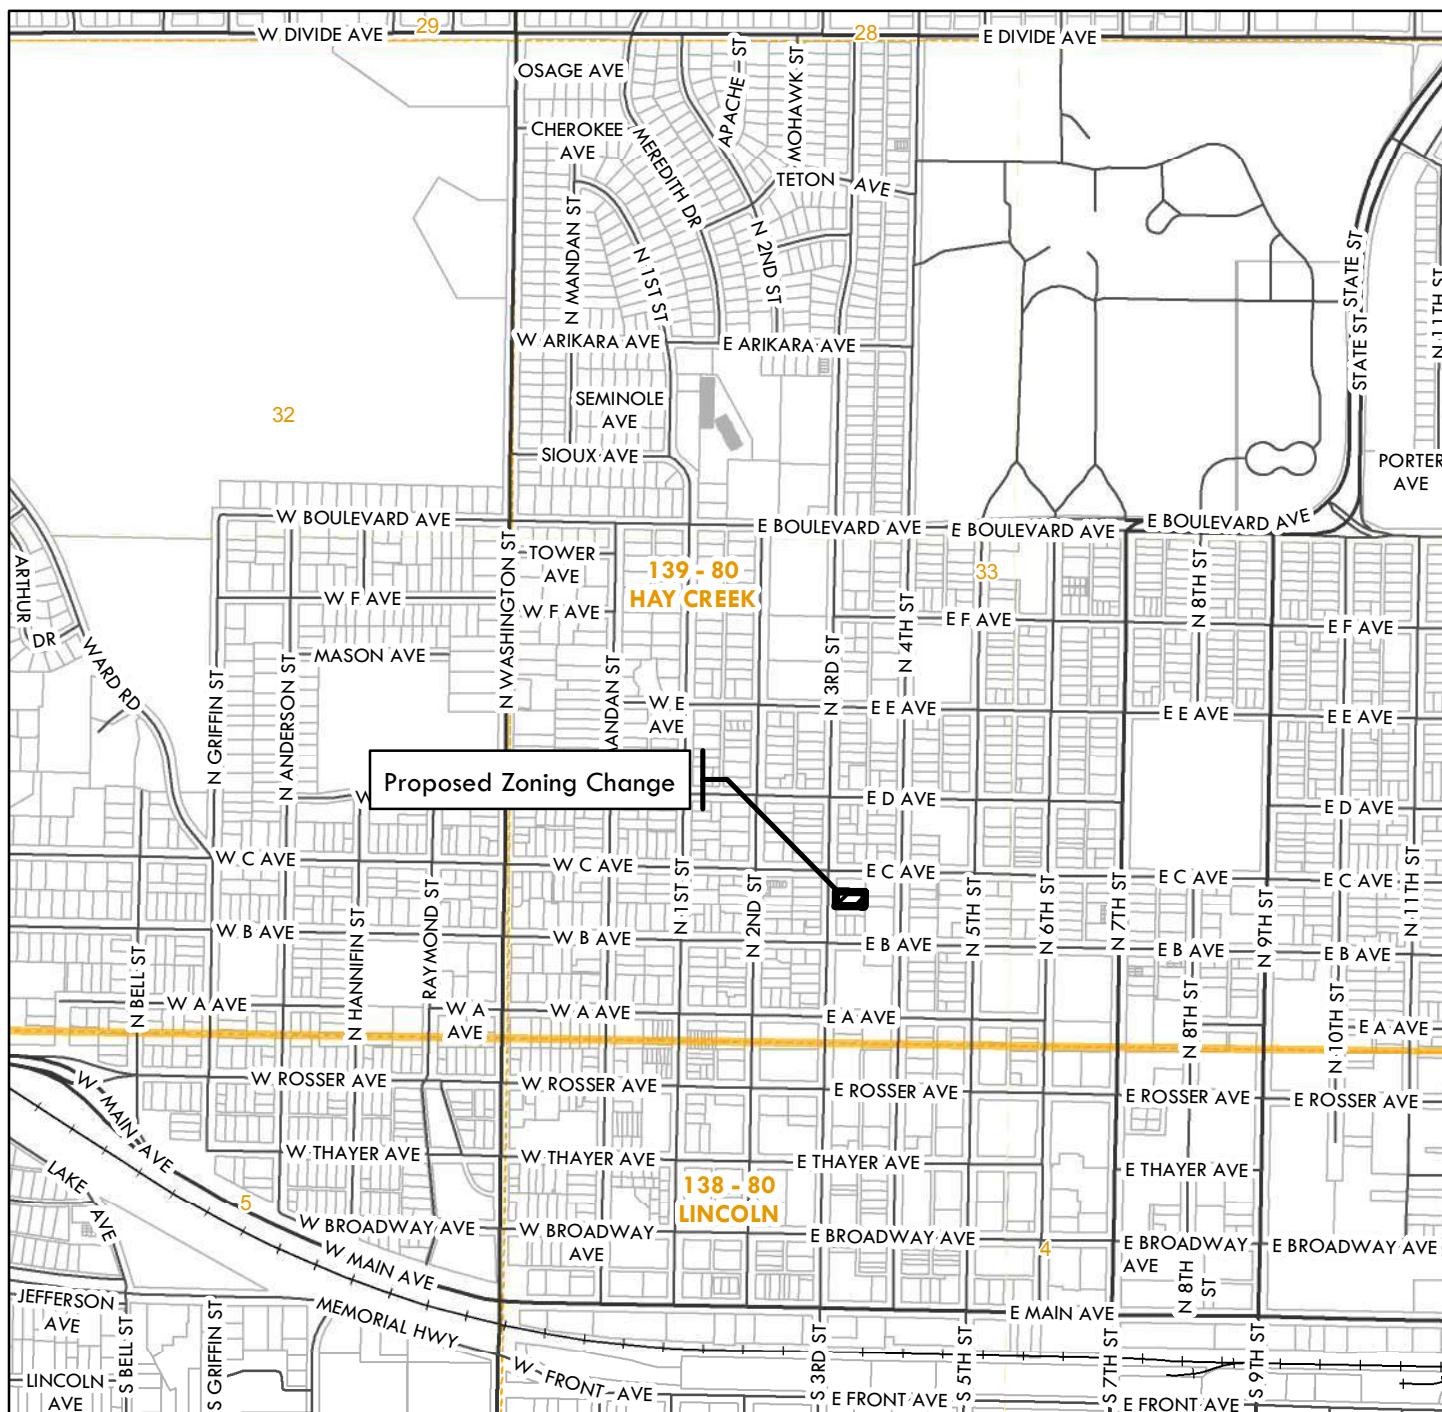 W DIVIDE AVE
29
28
E DIVIDE AVE
OSAGE AVE
APACHE ST
MOHAWK ST
CHEROKEE
AVE
MEREDITH DR
TETON AVE
N MANDAN ST
N 1ST ST
N 2ND ST
STATE ST
STATE ST
N 11TH ST
W ARIKARA AVE
E ARIKARA AVE
32
SEMINOLE
AVE
SIOUX AVE
PORTER
AVE
W BOULEVARD AVE
E BOULEVARD AVE
E BOULEVARD AVE
E BOULEVARD AVE
ARTHUR
DR
TOWER
AVE
139 - 80
HAY CREEK
33
N 8TH ST
W F AVE
W F AVE
E F AVE
E F AVE
N WASHINGTON ST
N 4TH ST
WARD RD
MASON AVE
N GRIFFIN ST
N ANDERSON ST
ANDAN ST
N 3RD ST
W E
AVE
E E AVE
E E AVE
E E AVE
Proposed Zoning Change
W
E D AVE
E D AVE
W C AVE
W C AVE
E C AVE
E C AVE
E C AVE
N 1ST ST
N 2ND ST
N 5TH ST
N 6TH ST
N 7TH ST
N 9TH ST
N 11TH ST
RAYMOND ST
N HANNIFIN ST
N BELL ST
W B AVE
W B AVE
E B AVE
E B AVE
E B AVE
W A AVE
W A
AVE
W A AVE
E A AVE
N 8TH ST
N 10TH ST
E A AVE
W ROSSER AVE
W ROSSER AVE
E ROSSER AVE
E ROSSER AVE
E ROSSER AVE
W MAIN AVE
W THAYER AVE
W THAYER AVE
E THAYER AVE
E THAYER AVE
LAKE
AVE
5
138 - 80
LINCOLN
W BROADWAY AVE
W BROADWAY
AVE
E BROADWAY AVE
4
E BROADWAY
AVE
E BROADWAY AVE
W MAIN AVE
N 8TH
ST
JEFFERSON
AVE
MEMORIAL HWY
E MAIN AVE
S BELL ST
S GRIFFIN ST
S 3RD ST
S 5TH ST
S 7TH ST
S 9TH ST
LINCOLN
AVE
W FRONT AVE
E FRONT AVE
E FRONT AVE